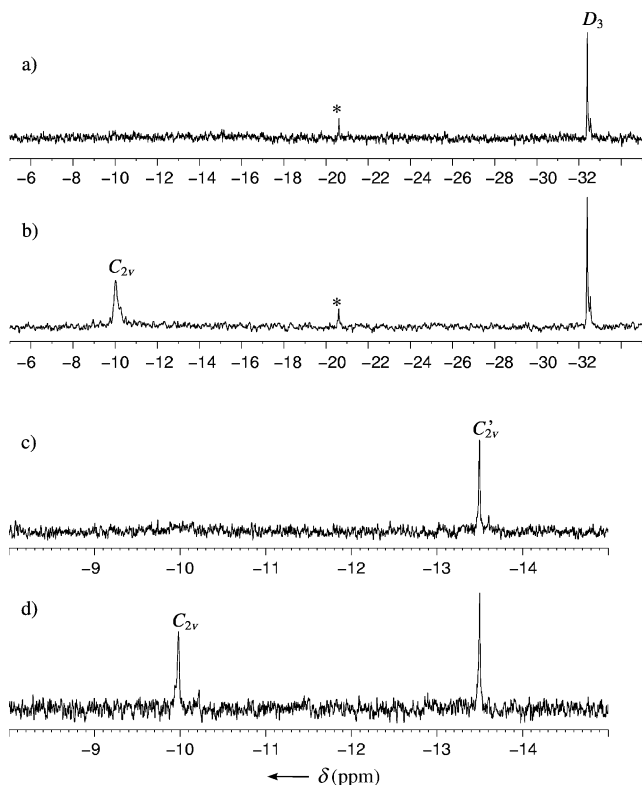 D₃
a)
*
−6 −8 −10 −12 −14 −16 −18 −20 −22 −24 −26 −28 −30 −32
b)
C₂ᵥ
*
−6 −8 −10 −12 −14 −16 −18 −20 −22 −24 −26 −28 −30 −32
c)
C₂ᵥ’
−9 −10 −11 −12 −13 −14
d)
C₂ᵥ
−9 −10 −11 −12 −13 −14
← δ (ppm)